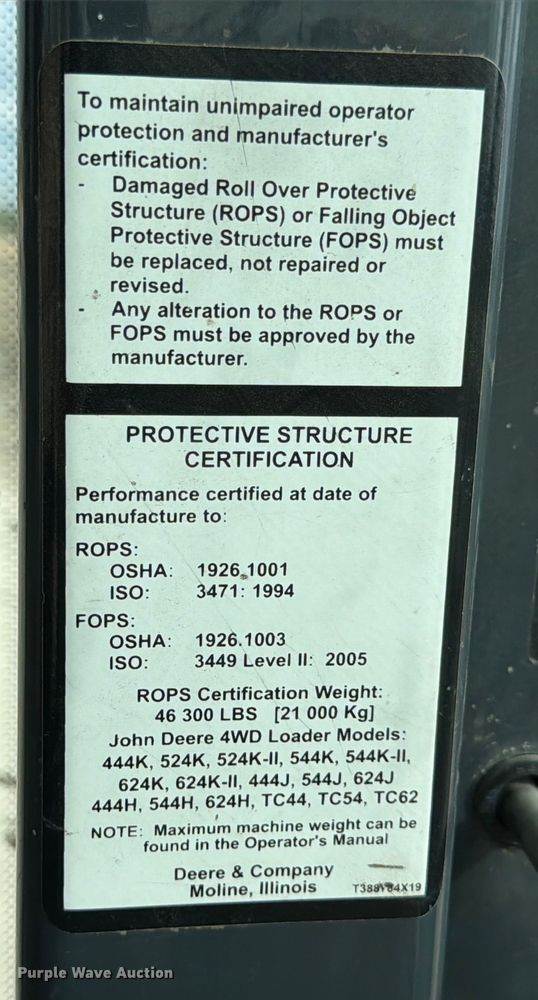 To maintain unimpaired operator
protection and manufacturer's
certification:
- Damaged Roll Over Protective
Structure (ROPS) or Falling Object
Protective Structure (FOPS) must
be replaced, not repaired or
revised.
- Any alteration to the ROPS or
FOPS must be approved by the
manufacturer.
PROTECTIVE STRUCTURE
CERTIFICATION
Performance certified at date of
manufacture to:
ROPS:
OSHA: 1926.1001
ISO: 3471: 1994
FOPS:
OSHA: 1926.1003
ISO: 3449 Level II: 2005
ROPS Certification Weight:
46 300 LBS [21 000 Kg]
John Deere 4WD Loader Models:
444K, 524K, 524K-II, 544K, 544K-II,
624K, 624K-II, 444J, 544J, 624J
444H, 544H, 624H, TC44, TC54, TC62
NOTE: Maximum machine weight can be
found in the Operator's Manual
Deere & Company
Moline, Illinois
Purple Wave Auction